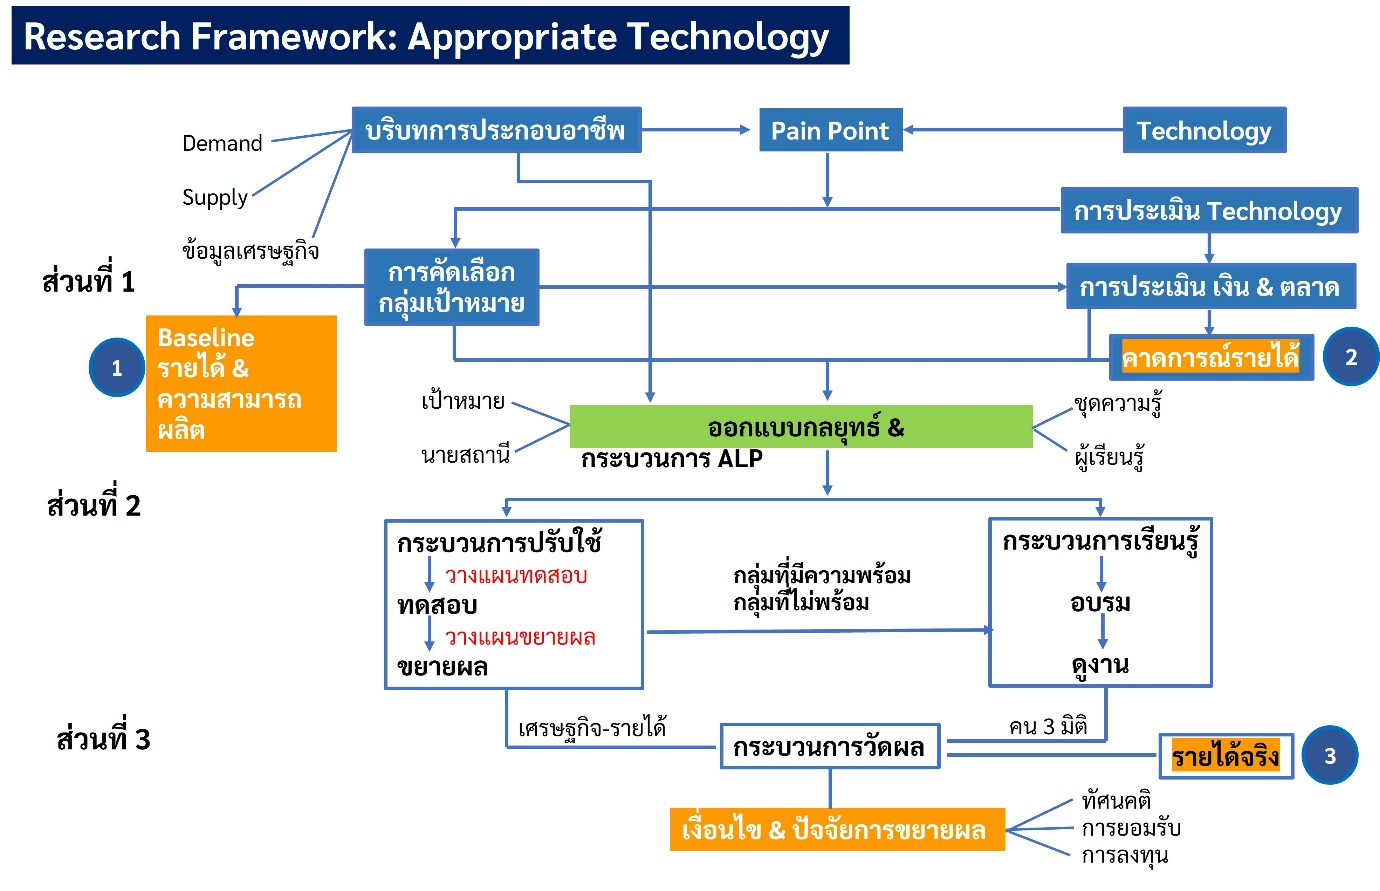 Research Framework: Appropriate Technology
บริบทการประกอบอาชีพ
Pain Point
Technology
Demand
Supply
ข้อมูลเศรษฐกิจ
การประเมิน Technology
ส่วนที่ 1
การคัดเลือก
กลุ่มเป้าหมาย
การประเมิน เงิน & ตลาด
1
Baseline
รายได้ &
ความสามารถ
ผลิต
คาดการณ์รายได้
2
เป้าหมาย
นายสถานี
ออกแบบกลยุทธ์ &
กระบวนการ ALP
ชุดความรู้
ผู้เรียนรู้
ส่วนที่ 2
กระบวนการปรับใช้
วางแผนทดสอบ
ทดสอบ
วางแผนขยายผล
ขยายผล
กลุ่มที่มีความพร้อม
กลุ่มที่ไม่พร้อม
กระบวนการเรียนรู้
อบรม
ดูงาน
ส่วนที่ 3
เศรษฐกิจ-รายได้
กระบวนการวัดผล
คน 3 มิติ
รายได้จริง
3
เงื่อนไข & ปัจจัยการขยายผล
ทัศนคติ
การยอมรับ
การลงทุน